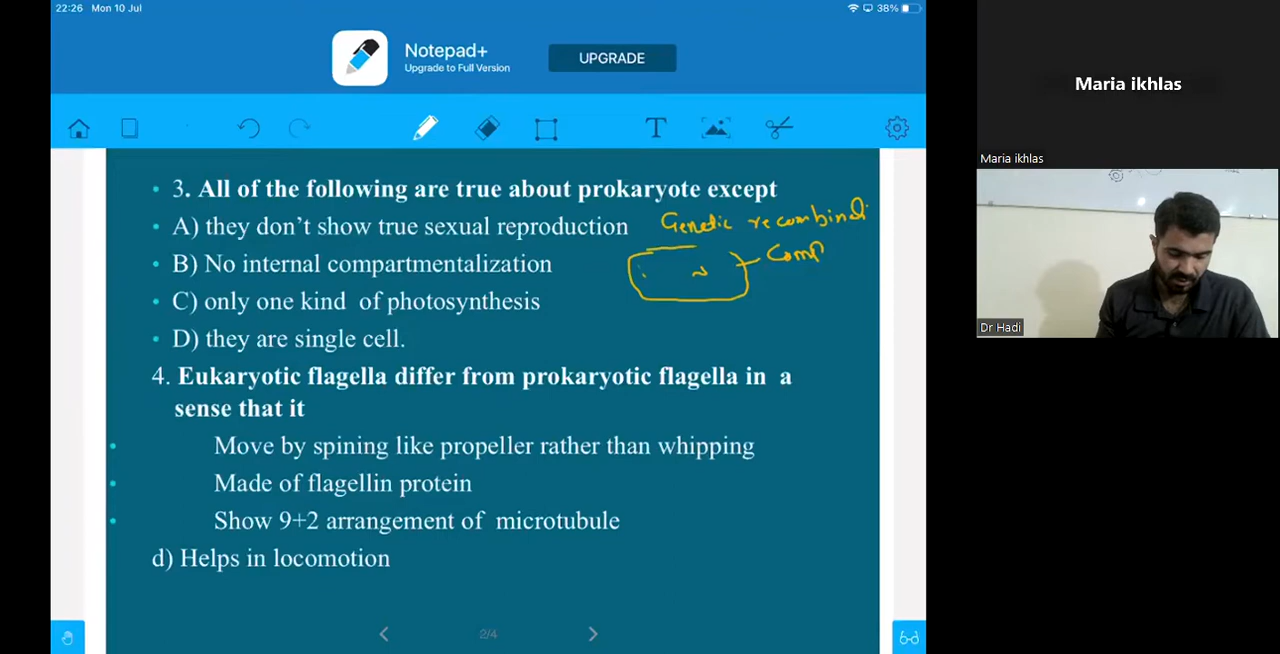 22:26 Mon 10 Jul
38%
Notepad+
Upgrade to Full Version
UPGRADE
T
Maria ikhlas
Maria ikhlas
Dr Hadi
• 3. All of the following are true about prokaryote except
• A) they don’t show true sexual reproduction
Genetic recombindi
• B) No internal compartmentalization
Comp
• C) only one kind of photosynthesis
• D) they are single cell.
4. Eukaryotic flagella differ from prokaryotic flagella in a
sense that it
• Move by spining like propeller rather than whipping
• Made of flagellin protein
• Show 9+2 arrangement of microtubule
d) Helps in locomotion
2/4